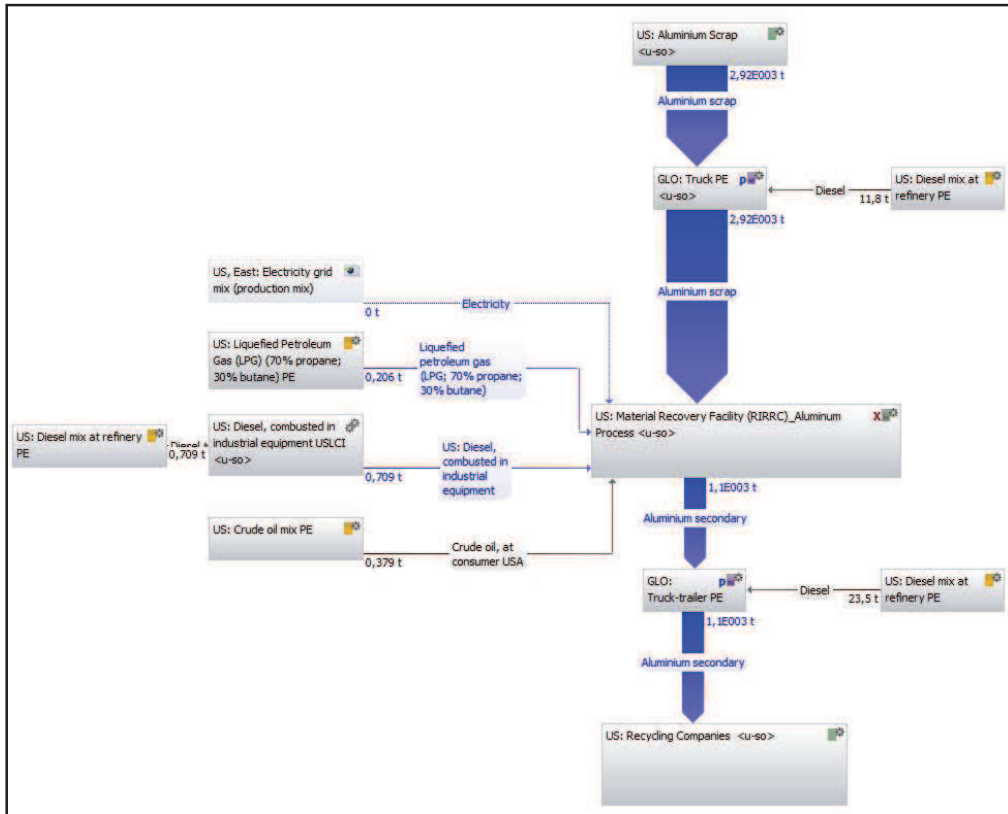 US: Aluminium Scrap
<u-so>
2,92E003 t
Aluminium scrap
GLO: Truck PE
<u-so>
p
Diesel
11,8 t
US: Diesel mix at
refinery PE
2,92E003 t
Aluminium scrap
US, East: Electricity grid
mix (production mix)
0 t
Electricity
US: Liquefied Petroleum
Gas (LPG) (70% propane;
30% butane) PE
0,206 t
Liquefied
petroleum gas
(LPG; 70% propane;
30% butane)
US: Material Recovery Facility (RIRRC)_Aluminum
Process <u-so>
X
US: Diesel mix at refinery
PE
Diesel
0,709 t
US: Diesel, combusted in
industrial equipment USLCI
<u-so>
0,709 t
US: Diesel,
combusted in
industrial
equipment
1,1E003 t
Aluminium secondary
US: Crude oil mix PE
0,379 t
Crude oil, at
consumer USA
GLO:
Truck-trailer PE
p
Diesel
23,5 t
US: Diesel mix at
refinery PE
1,1E003 t
Aluminium secondary
US: Recycling Companies <u-so>